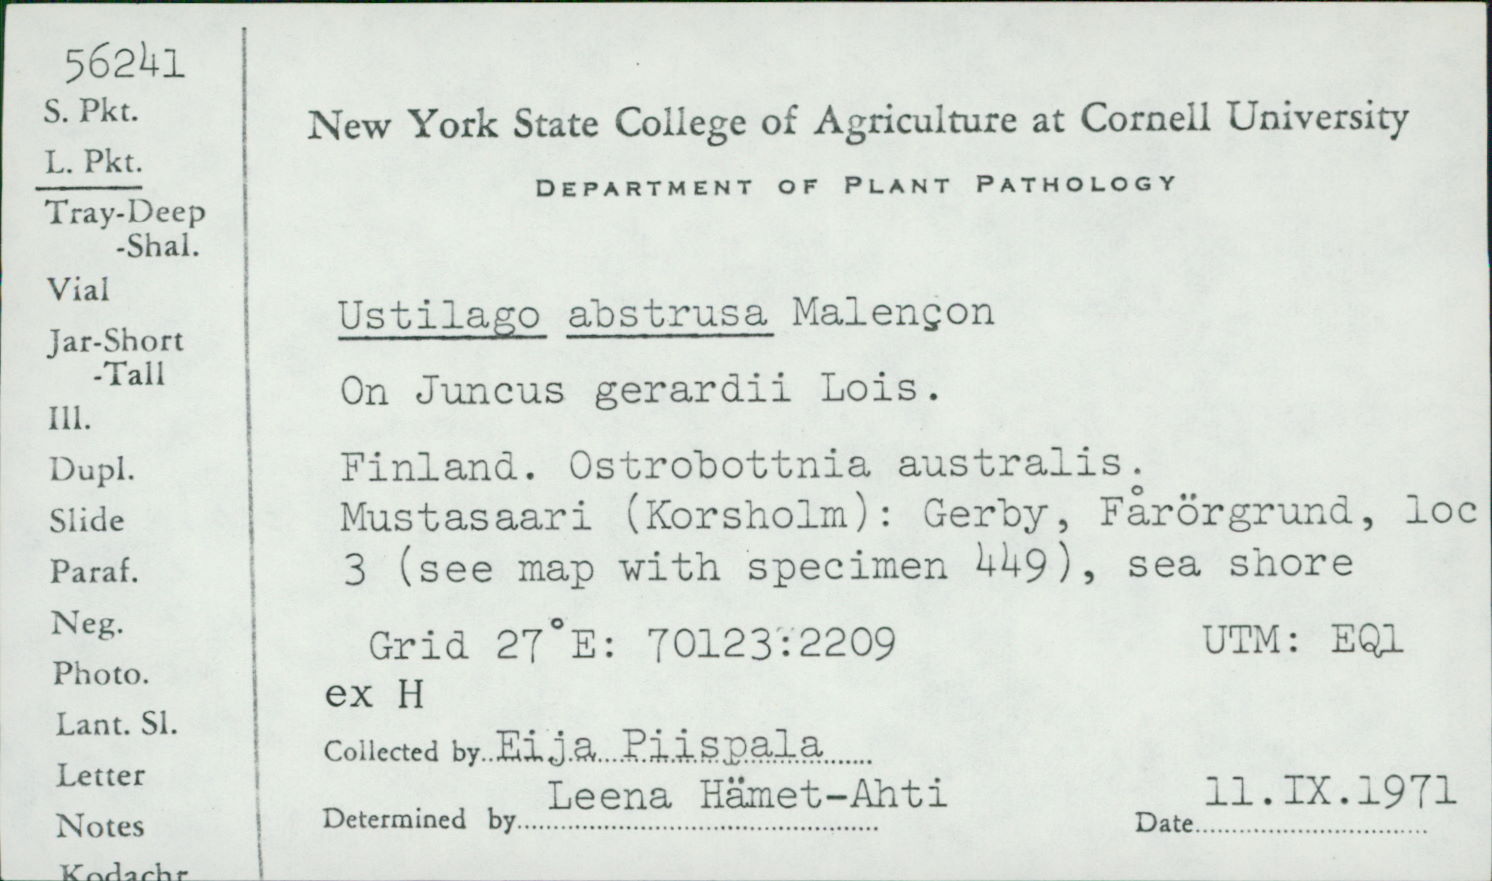 56241
S. Pkt.
L. Pkt.
Tray-Deep
-Shal.
Vial
Jar-Short
-Tall
Ill.
Dupl.
Slide
Paraf.
Neg.
Photo.
Lant. Sl.
Letter
Notes
Kodachr
New York State College of Agriculture at Cornell University
DEPARTMENT OF PLANT PATHOLOGY
Ustilago abstrusa Malençon
On Juncus gerardii Lois.
Finland. Ostrobottnia australis.
Mustasaari (Korsholm): Gerby, Fårörgrund, loc
3 (see map with specimen 449), sea shore
Grid 27°E: 70123:2209 UTM: EQ1
ex H
Collected by Eija Piispala
Determined by Leena Hämet-Ahti
Date 11.IX.1971